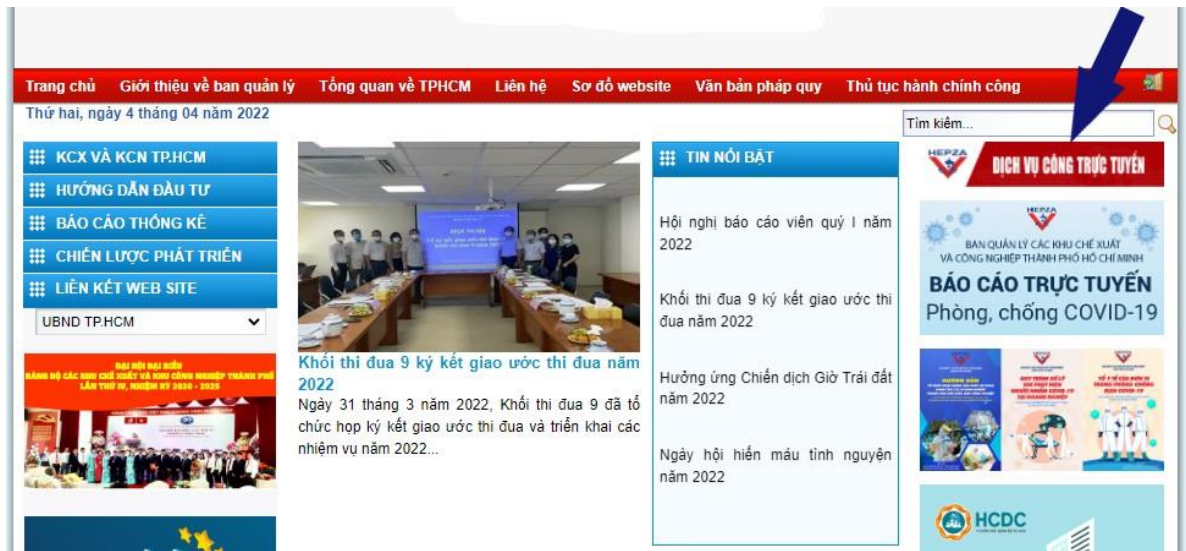 Trang chủ Giới thiệu về ban quản lý Tổng quan về TPHCM Liên hệ Sơ đồ website Văn bản pháp quy Thủ tục hành chính công
Thứ hai, ngày 4 tháng 04 năm 2022
Tìm kiếm...
KCX VÀ KCN TP.HCM
HƯỚNG DẪN ĐẦU TƯ
BÁO CÁO THỐNG KÊ
CHIẾN LƯỢC PHÁT TRIỂN
LIÊN KẾT WEB SITE
UBND TP.HCM
ĐẠI HỘI ĐẠI BIỂU
ĐẢNG BỘ CÁC KHU CHẾ XUẤT VÀ KHU CÔNG NGHIỆP THÀNH PHỐ
LẦN THỨ IV, NHIỆM KỲ 2020 - 2025
HỘI NGHỊ
Khối thi đua 9 ký kết giao ước thi đua năm
2022
Ngày 31 tháng 3 năm 2022, Khối thi đua 9 đã tổ
chức họp ký kết giao ước thi đua và triển khai các
nhiệm vụ năm 2022...
TIN NỔI BẬT
Hội nghị báo cáo viên quý I năm
2022
Khối thi đua 9 ký kết giao ước thi
đua năm 2022
Hưởng ứng Chiến dịch Giờ Trái đất
năm 2022
Ngày hội hiến máu tình nguyện
năm 2022
HEPZA
DỊCH VỤ CÔNG TRỰC TUYẾN
HEPZA
BAN QUẢN LÝ CÁC KHU CHẾ XUẤT
VÀ CÔNG NGHIỆP THÀNH PHỐ HỒ CHÍ MINH
BÁO CÁO TRỰC TUYẾN
Phòng, chống COVID-19
HƯỚNG DẪN
QUY TRÌNH XỬ LÝ
HCDC